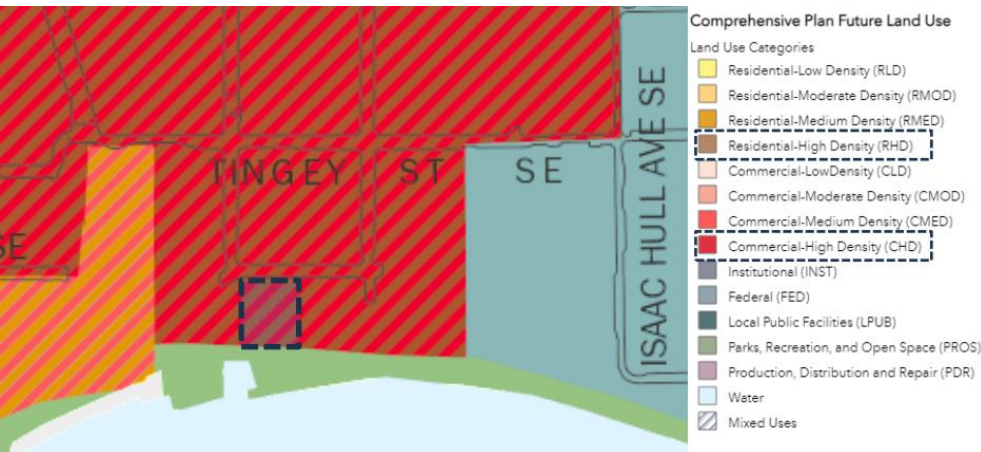 Comprehensive Plan Future Land Use
Land Use Categories
Residential-Low Density (RLD)
Residential-Moderate Density (RMOD)
Residential-Medium Density (RMED)
Residential-High Density (RHD)
Commercial-LowDensity (CLD)
Commercial-Moderate Density (CMOD)
Commercial-Medium Density (CMED)
Commercial-High Density (CHD)
Institutional (INST)
Federal (FED)
Local Public Facilities (LPUB)
Parks, Recreation, and Open Space (PROS)
Production, Distribution and Repair (PDR)
Water
Mixed Uses
TINGEY ST SE
ISAAC HULL AVE SE
SE